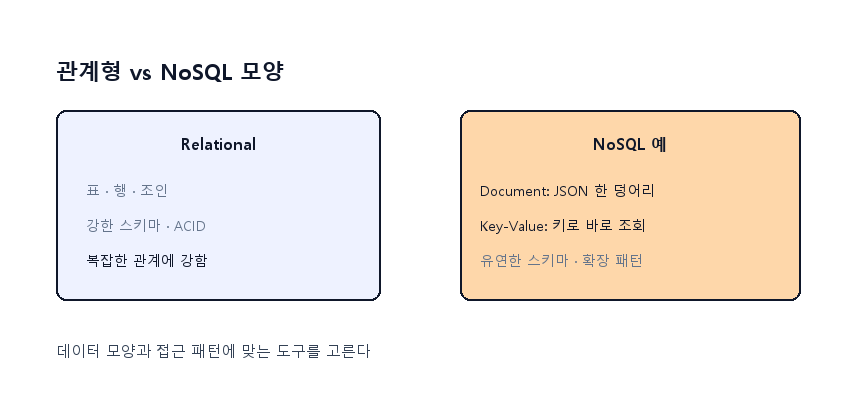 관계형 vs NoSQL 모양
Relational
표 · 행 · 조인
강한 스키마 · ACID
복잡한 관계에 강함
NoSQL 예
Document: JSON 한 덩어리
Key-Value: 키로 바로 조회
유연한 스키마 · 확장 패턴
데이터 모양과 접근 패턴에 맞는 도구를 고른다